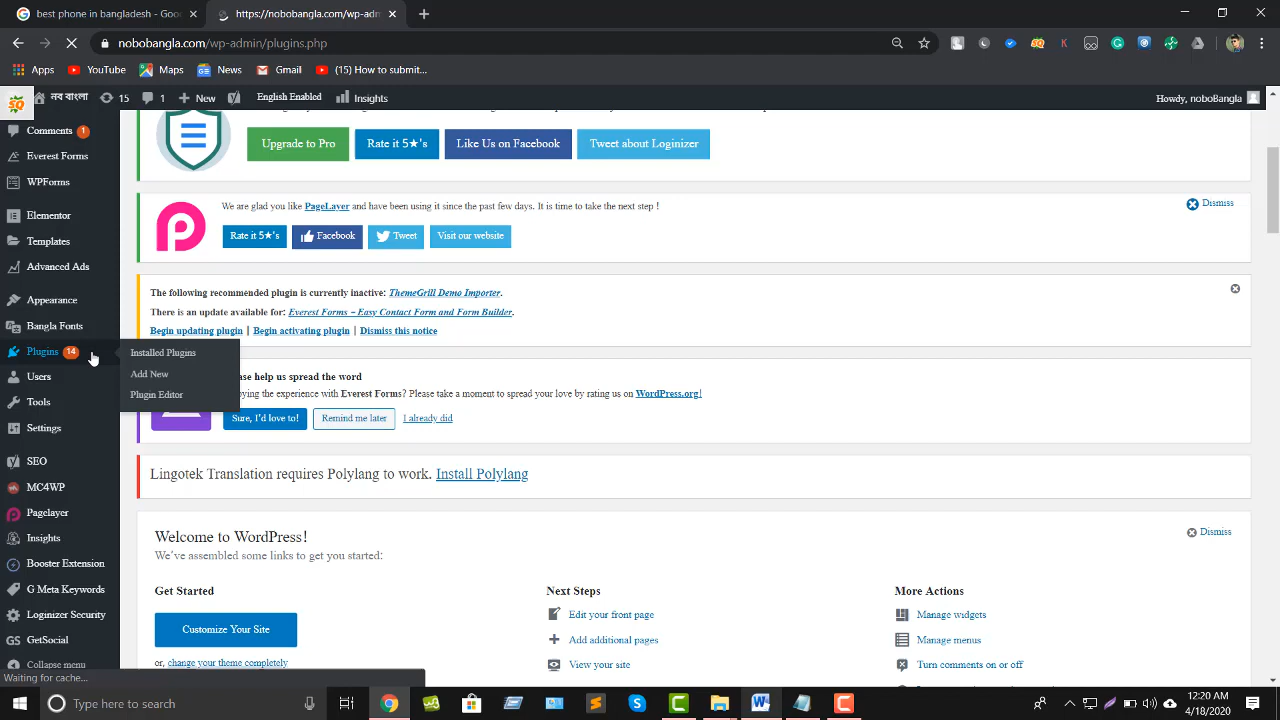 best phone in bangladesh - Goo
https://nobobangla.com/wp-adm
nobobangla.com/wp-admin/plugins.php
Apps
YouTube
Maps
News
Gmail
(15) How to submit...
SQ
নব বাংলা
15
1
New
English Enabled
Insights
Howdy, noboBangla
Comments 1
Everest Forms
WPForms
Elementor
Templates
Advanced Ads
Appearance
Bangla Fonts
Plugins 14
Users
Tools
Settings
SEO
MC4WP
Pagelayer
Insights
Booster Extension
G Meta Keywords
Loginizer Security
GetSocial
Collapse menu
Installed Plugins
Add New
Plugin Editor
Upgrade to Pro
Rate it 5★'s
Like Us on Facebook
Tweet about Loginizer
We are glad you like PageLayer and have been using it since the past few days. It is time to take the next step !
Dismiss
Rate it 5★'s
Facebook
Tweet
Visit our website
The following recommended plugin is currently inactive: ThemeGrill Demo Importer.
There is an update available for: Everest Forms – Easy Contact Form and Form Builder.
Begin updating plugin | Begin activating plugin | Dismiss this notice
ease help us spread the word
oying the experience with Everest Forms? Please take a moment to spread your love by rating us on WordPress.org!
Sure, I'd love to!
Remind me later
I already did
Lingotek Translation requires Polylang to work. Install Polylang
Welcome to WordPress!
Dismiss
We've assembled some links to get you started:
Get Started
Customize Your Site
or, change your theme completely
Next Steps
Edit your front page
Add additional pages
View your site
More Actions
Manage widgets
Manage menus
Turn comments on or off
Waiting for cache...
Type here to search
12:20 AM
4/18/2020